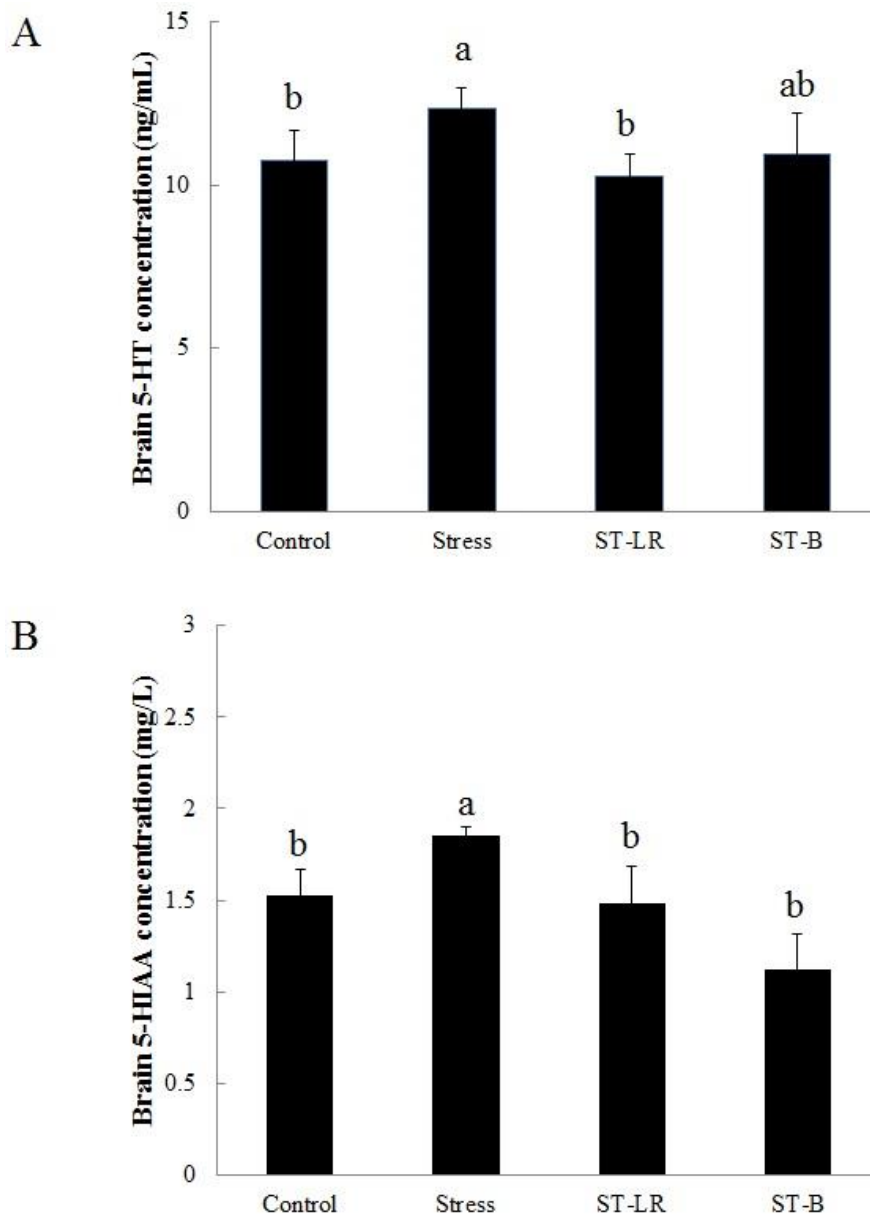 A
Brain 5-HT concentration (ng/mL)
15
10
5
0
b
a
b
ab
Control Stress ST-LR ST-B
B
Brain 5-HIAA concentration (mg/L)
3
2.5
2
1.5
1
0.5
0
b
a
b
b
Control Stress ST-LR ST-B